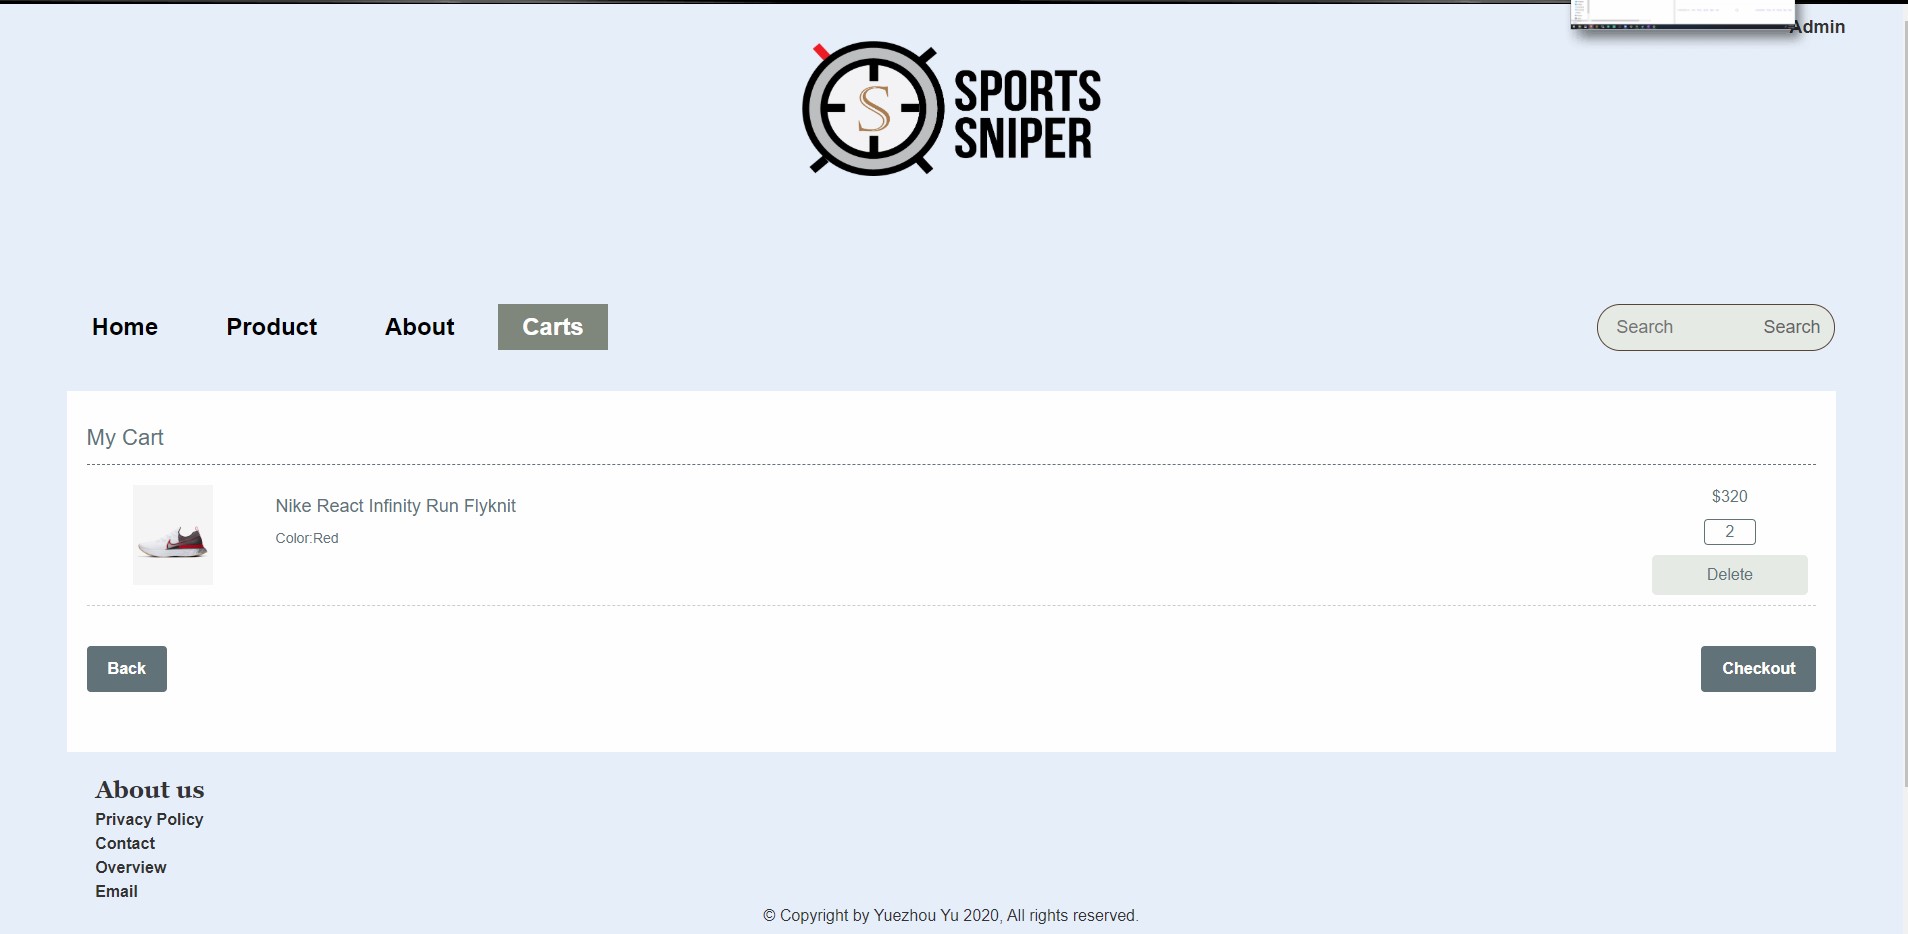 Admin
S
SPORTS
SNIPER
Home Product About Carts Search Search
My Cart
Nike React Infinity Run Flyknit
Color:Red
$320
2
Delete
Back Checkout
About us
Privacy Policy
Contact
Overview
Email
© Copyright by Yuezhou Yu 2020, All rights reserved.